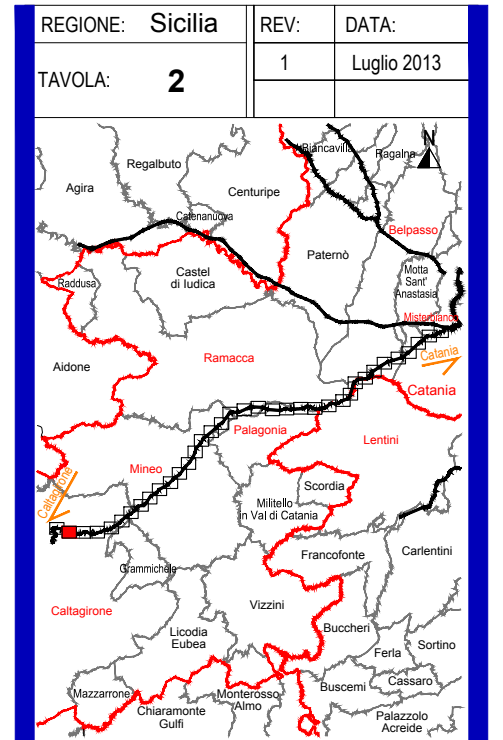 REGIONE: Sicilia
REV:
DATA:
TAVOLA: 2
1
Luglio 2013
N
Biancavilla
Ragalna
Regalbuto
Agira
Centuripe
Catenanuova
Belpasso
Paternò
Castel
di Iudica
Raddusa
Motta
Sant'
Anastasia
Misterbianco
Ramacca
Catania
Aidone
Catania
Palagonia
Lentini
Mineo
Caltagirone
Scordia
Militello
in Val di Catania
Francofonte
Carlentini
Grammichele
Caltagirone
Vizzini
Licodia
Eubea
Buccheri
Ferla
Sortino
Cassaro
Buscemi
Mazzarrone
Monterosso
Almo
Chiaramonte
Gulfi
Palazzolo
Acreide